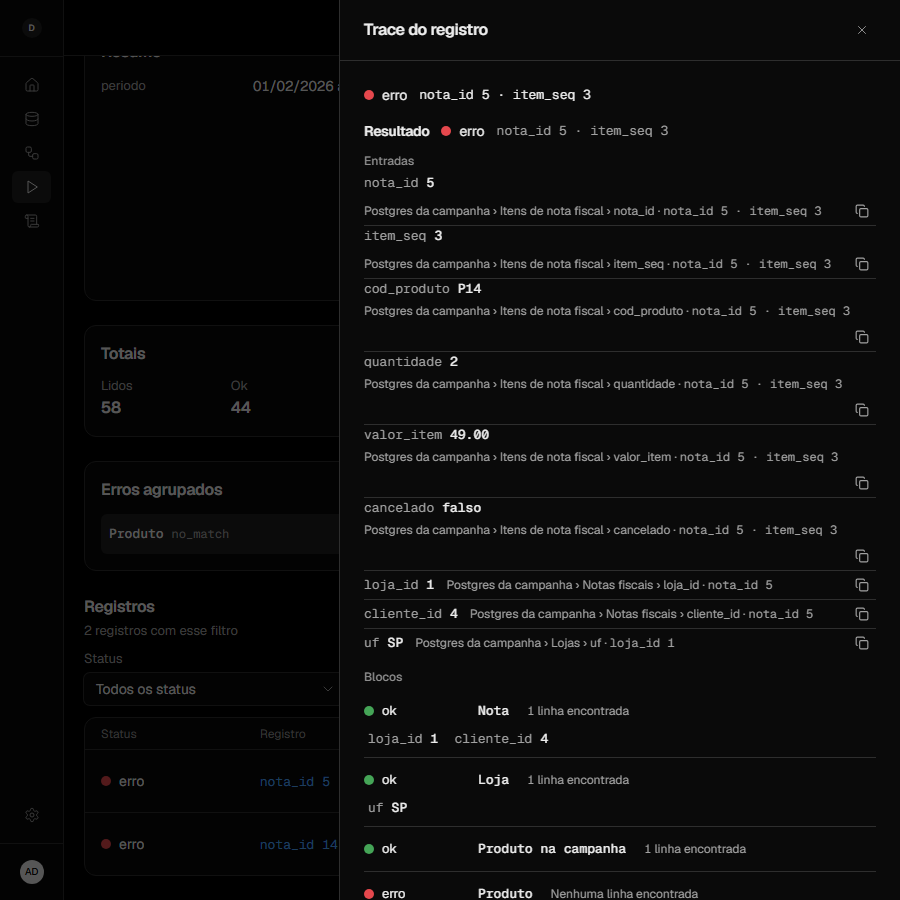 D
Resumo
periodo 01/02/2026
Totais
Lidos Ok
58 44
Erros agrupados
Produto no_match
Registros
2 registros com esse filtro
Status
Todos os status
Status Registro
erro nota_id 5
erro nota_id 14
AD
Trace do registro
erro nota_id 5 · item_seq 3
Resultado erro nota_id 5 · item_seq 3
Entradas
nota_id 5
Postgres da campanha › Itens de nota fiscal › nota_id · nota_id 5 · item_seq 3
item_seq 3
Postgres da campanha › Itens de nota fiscal › item_seq · nota_id 5 · item_seq 3
cod_produto P14
Postgres da campanha › Itens de nota fiscal › cod_produto · nota_id 5 · item_seq 3
quantidade 2
Postgres da campanha › Itens de nota fiscal › quantidade · nota_id 5 · item_seq 3
valor_item 49.00
Postgres da campanha › Itens de nota fiscal › valor_item · nota_id 5 · item_seq 3
cancelado falso
Postgres da campanha › Itens de nota fiscal › cancelado · nota_id 5 · item_seq 3
loja_id 1 Postgres da campanha › Notas fiscais › loja_id · nota_id 5
cliente_id 4 Postgres da campanha › Notas fiscais › cliente_id · nota_id 5
uf SP Postgres da campanha › Lojas › uf · loja_id 1
Blocos
ok Nota 1 linha encontrada
loja_id 1 cliente_id 4
ok Loja 1 linha encontrada
uf SP
ok Produto na campanha 1 linha encontrada
erro Produto Nenhuma linha encontrada